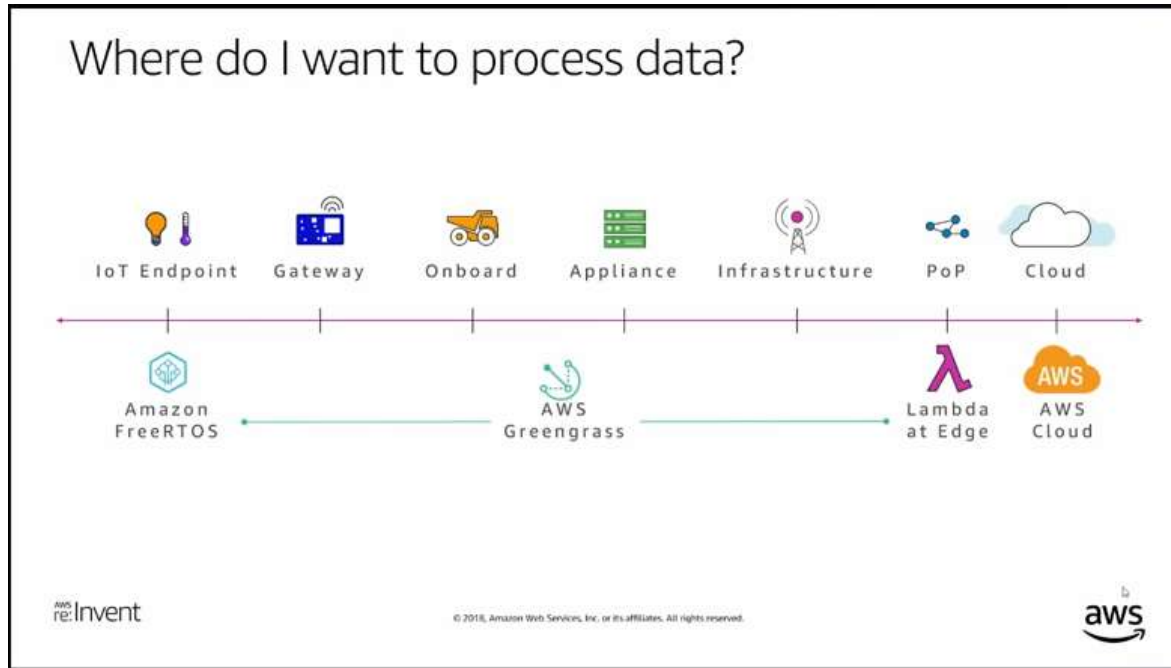 Where do I want to process data?
IoT Endpoint
Gateway
Onboard
Appliance
Infrastructure
PoP
Cloud
Amazon
FreeRTOS
AWS
Greengrass
Lambda
at Edge
AWS
AWS
Cloud
AWS
re:Invent
© 2018, Amazon Web Services, Inc. or its affiliates. All rights reserved.
aws